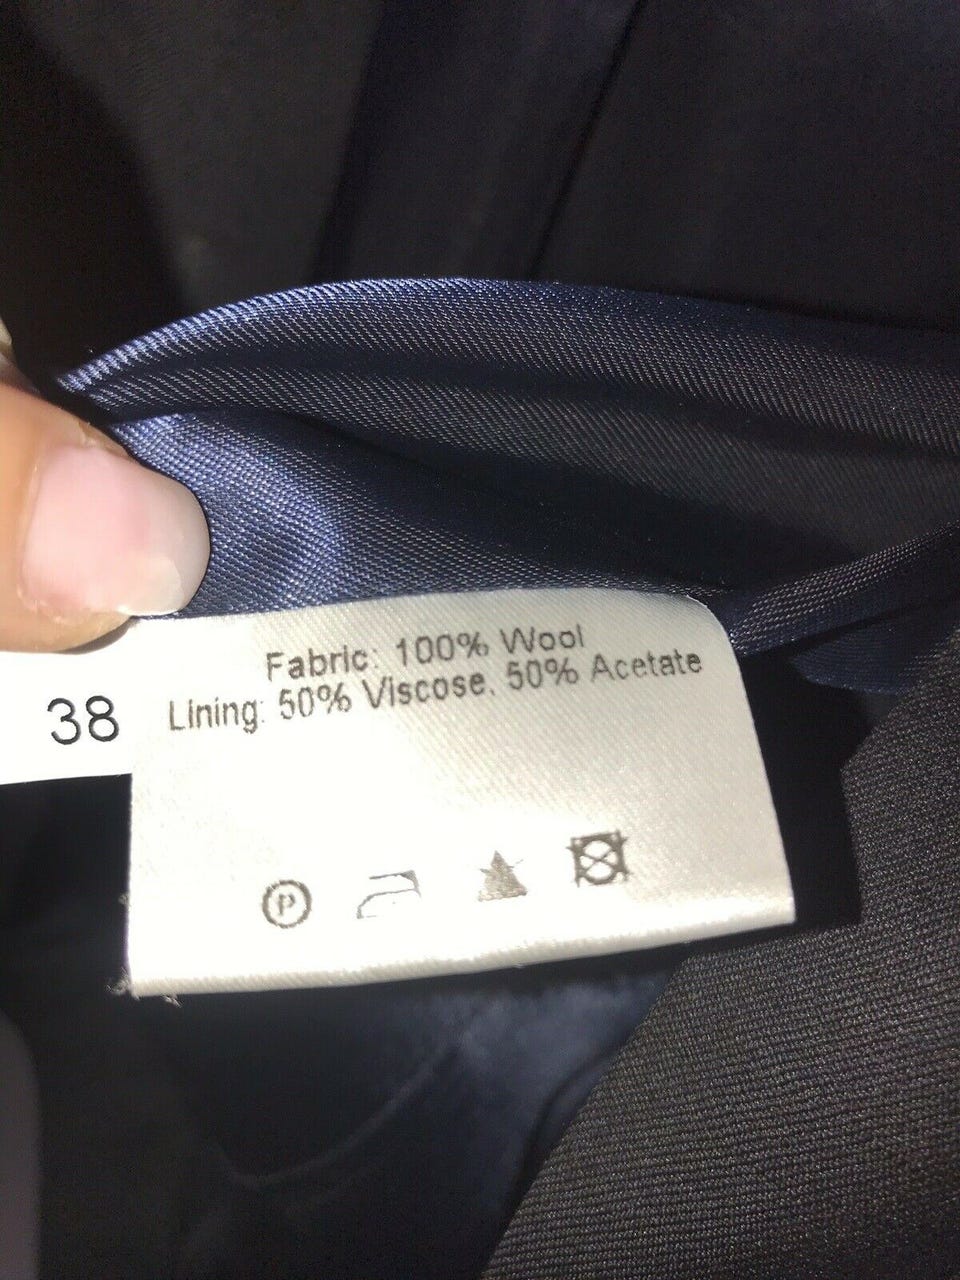 Fabric: 100% Wool
Lining: 50% Viscose, 50% Acetate
38
P